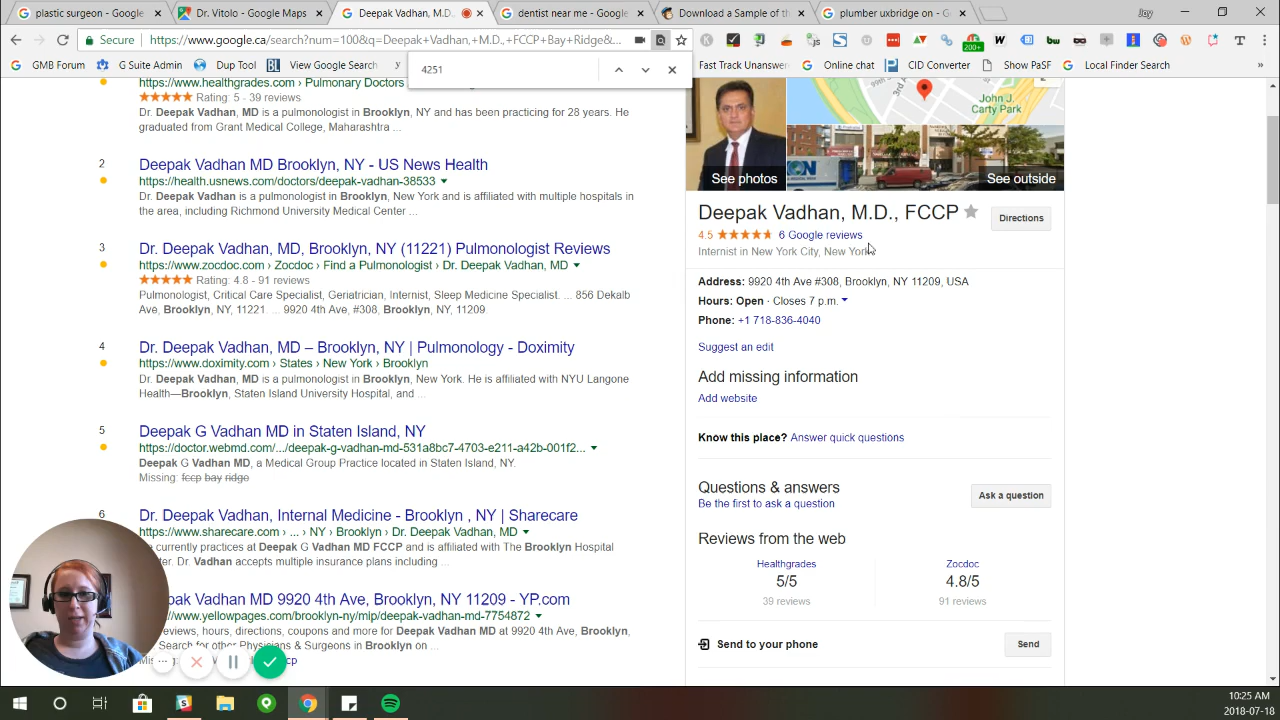 plastic surgeon - Google
Dr. Vitolo - Google Maps
Deepak Vadhan, M.D.
dentist near me - Google
Download a Sample of the
plumber uxbridge on - G
Jay
Secure
https://www.google.ca/search?num=100&q=Deepak+Vadhan,+M.D.,+FCCP+Bay+Ridge&...
200+
GMB Forum
G Suite Admin
Dup Tool
View Google Search
4251
Fast Track Unanswer
Online Chat pub
CID Converter
Show PASF
Local Finder Search
»
https://www.healthgrades.com › Pulmonary Doctors
Rating: 5 - 39 reviews
Dr. Deepak Vadhan, MD is a pulmonologist in Brooklyn, NY and has been practicing for 28 years. He
graduated from Grant Medical College, Maharashtra ...
2
Deepak Vadhan MD Brooklyn, NY - US News Health
https://health.usnews.com/doctors/deepak-vadhan-38533
Dr. Deepak Vadhan is a pulmonologist in Brooklyn, New York and is affiliated with multiple hospitals in
the area, including Richmond University Medical Center ...
3
Dr. Deepak Vadhan, MD, Brooklyn, NY (11221) Pulmonologist Reviews
https://www.zocdoc.com › Zocdoc › Find a Pulmonologist › Dr. Deepak Vadhan, MD
Rating: 4.8 - 91 reviews
Pulmonologist, Critical Care Specialist, Geriatrician, Internist, Sleep Medicine Specialist. ... 856 Dekalb
Ave, Brooklyn, NY, 11221. ... 9920 4th Ave, #308, Brooklyn, NY, 11209.
4
Dr. Deepak Vadhan, MD – Brooklyn, NY | Pulmonology - Doximity
https://www.doximity.com › States › New York › Brooklyn
Dr. Deepak Vadhan, MD is a pulmonologist in Brooklyn, New York. He is affiliated with NYU Langone
Health—Brooklyn, Staten Island University Hospital, and ...
5
Deepak G Vadhan MD in Staten Island, NY
https://doctor.webmd.com/.../deepak-g-vadhan-md-531a8bc7-4703-e211-a42b-001f2...
Deepak G Vadhan MD, a Medical Group Practice located in Staten Island, NY.
Missing: fccp bay ridge
6
Dr. Deepak Vadhan, Internal Medicine - Brooklyn , NY | Sharecare
https://www.sharecare.com › ... › NY › Brooklyn › Dr. Deepak Vadhan, MD
currently practices at Deepak G Vadhan MD FCCP and is affiliated with The Brooklyn Hospital
Dr. Vadhan accepts multiple insurance plans including ...
Vadhan MD 9920 4th Ave, Brooklyn, NY 11209 - YP.com
www.yellowpages.com/brooklyn-ny/mip/deepak-vadhan-md-7754872
reviews, hours, directions, coupons and more for Deepak Vadhan MD at 9920 4th Ave, Brooklyn,
Search for other Physicians & Surgeons in Brooklyn on ...
3rd
John J.
Carty Park
See photos
See outside
Deepak Vadhan, M.D., FCCP
Directions
4.5
6 Google reviews
Internist in New York City, New York
Address: 9920 4th Ave #308, Brooklyn, NY 11209, USA
Hours: Open · Closes 7 p.m.
Phone: +1 718-836-4040
Suggest an edit
Add missing information
Add website
Know this place? Answer quick questions
Questions & answers
Be the first to ask a question
Ask a question
Reviews from the web
Healthgrades
5/5
39 reviews
Zocdoc
4.8/5
91 reviews
Send to your phone
Send
10:25 AM
2018-07-18